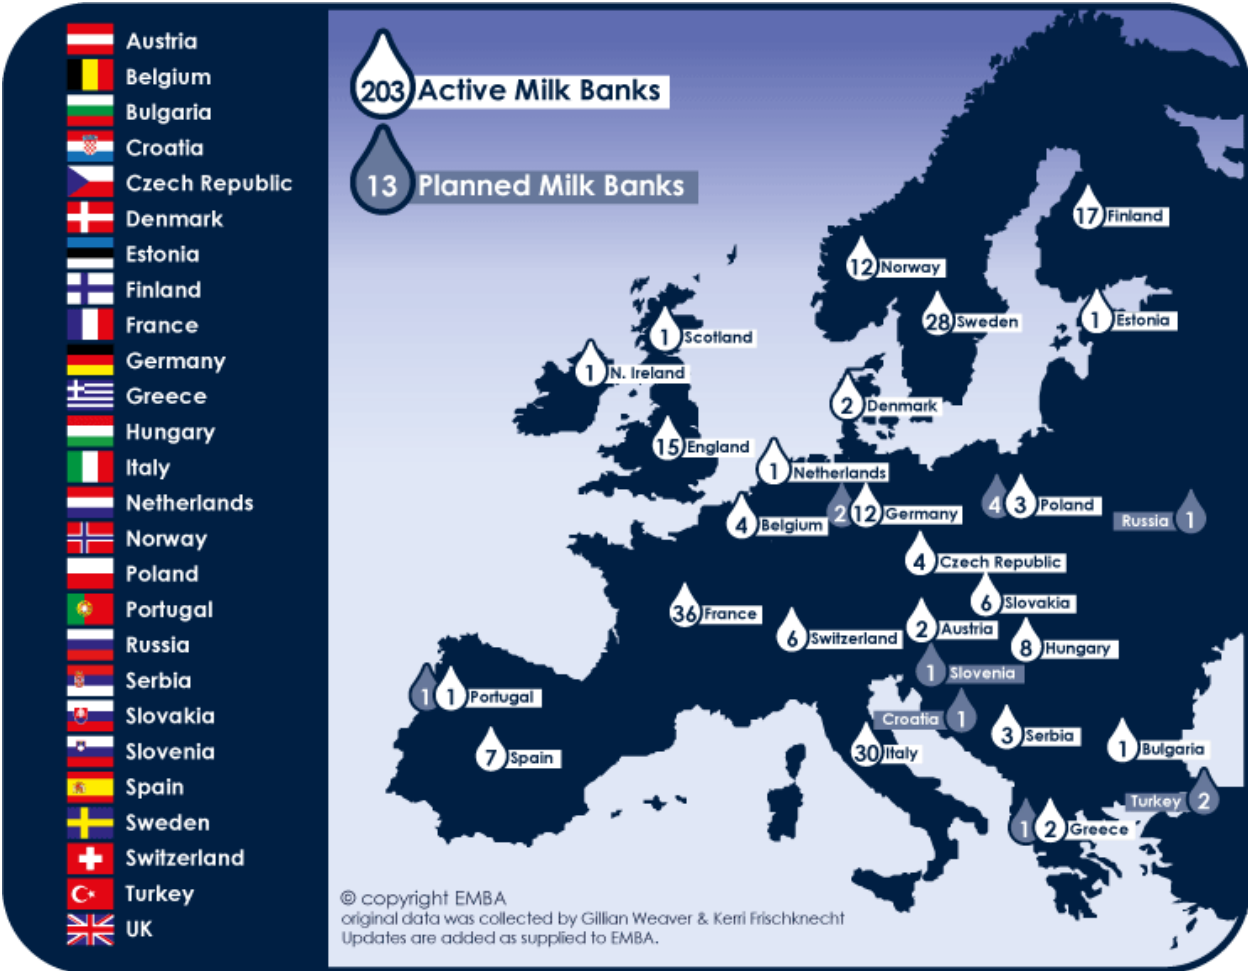 Austria
Belgium
Bulgaria
Croatia
Czech Republic
Denmark
Estonia
Finland
France
Germany
Greece
Hungary
Italy
Netherlands
Norway
Poland
Portugal
Russia
Serbia
Slovakia
Slovenia
Spain
Sweden
Switzerland
Turkey
UK
203 Active Milk Banks
13 Planned Milk Banks
17 Finland
12 Norway
28 Sweden
1 Estonia
1 Scotland
1 N. Ireland
2 Denmark
15 England
1 Netherlands
4 Belgium
2 12 Germany
4 3 Poland
Russia 1
4 Czech Republic
6 Slovakia
36 France
6 Switzerland
2 Austria
8 Hungary
1 Slovenia
1 1 Portugal
Croatia 1
3 Serbia
7 Spain
30 Italy
1 Bulgaria
Turkey 2
1 2 Greece
© copyright EMBA
original data was collected by Gillian Weaver & Kerri Frischknecht
Updates are added as supplied to EMBA.